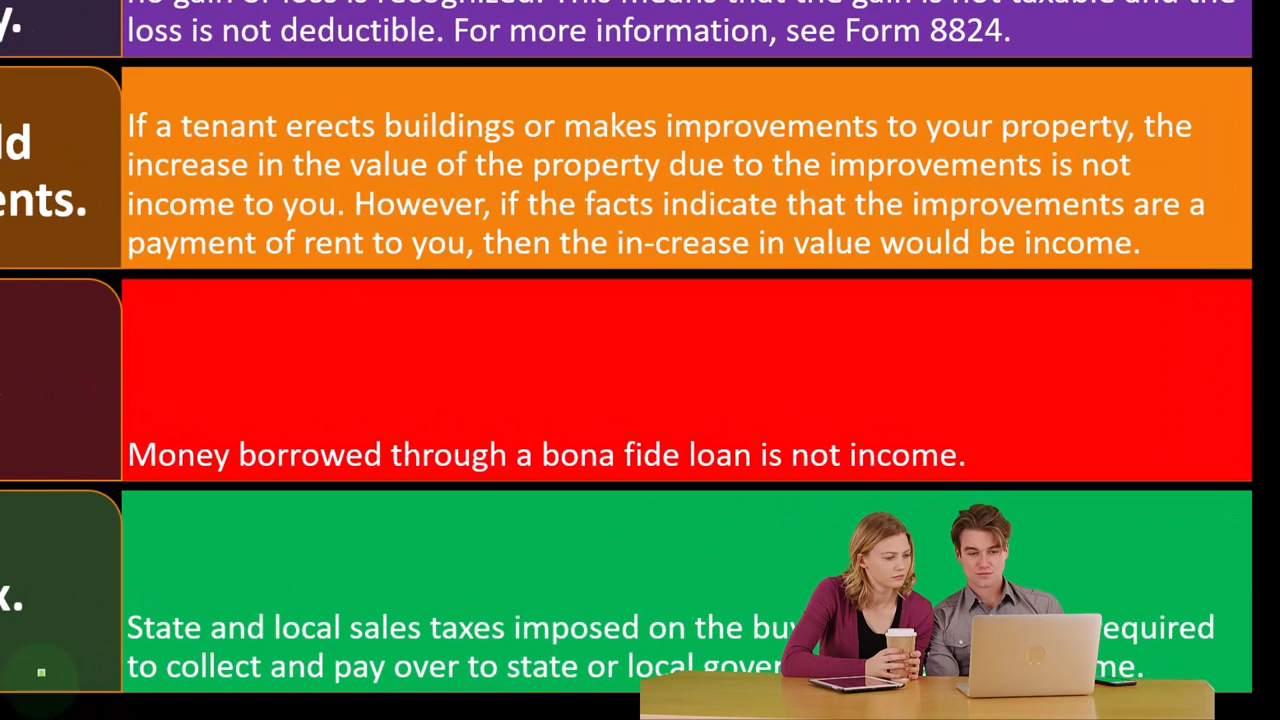 y.
loss is not deductible. For more information, see Form 8824.
ld
ents.
If a tenant erects buildings or makes improvements to your property, the
increase in the value of the property due to the improvements is not
income to you. However, if the facts indicate that the improvements are a
payment of rent to you, then the in-crease in value would be income.
Money borrowed through a bona fide loan is not income.
x.
State and local sales taxes imposed on the
to collect and pay over to state or local